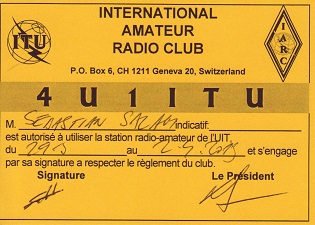 INTERNATIONAL
AMATEUR
RADIO CLUB
ITU
IARC
P.O. Box 6, CH 1211 Geneva 20, Switzerland
4 U 1 I T U
M. SEBASTIAN indicatif:
est autorisé à utiliser la station radio-amateur de l'UIT,
du au et s'engage
par sa signature a respecter le règlement du club.
Signature Le Président